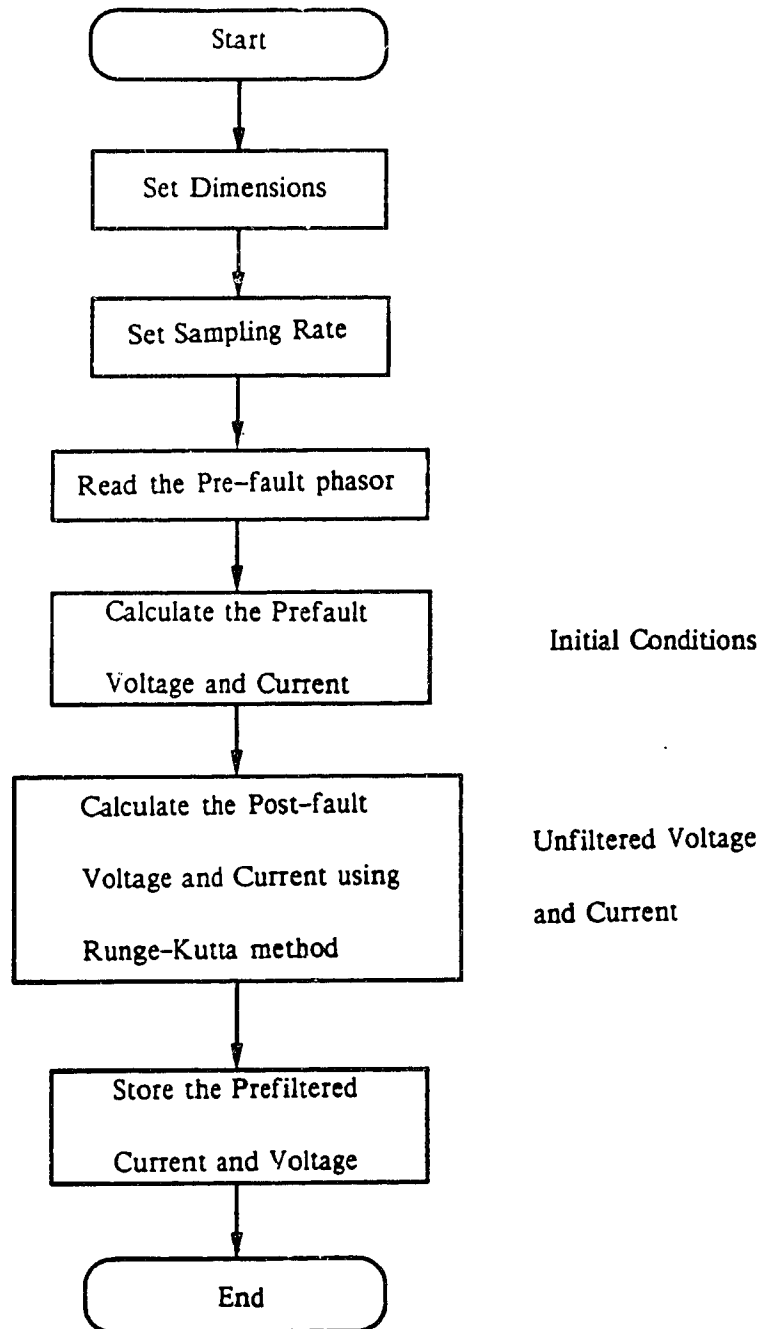 Start
Set Dimensions
Set Sampling Rate
Read the Pre-fault phasor
Calculate the Prefault
Voltage and Current
Initial Conditions
Calculate the Post-fault
Voltage and Current using
Runge-Kutta method
Unfiltered Voltage
and Current
Store the Prefiltered
Current and Voltage
End